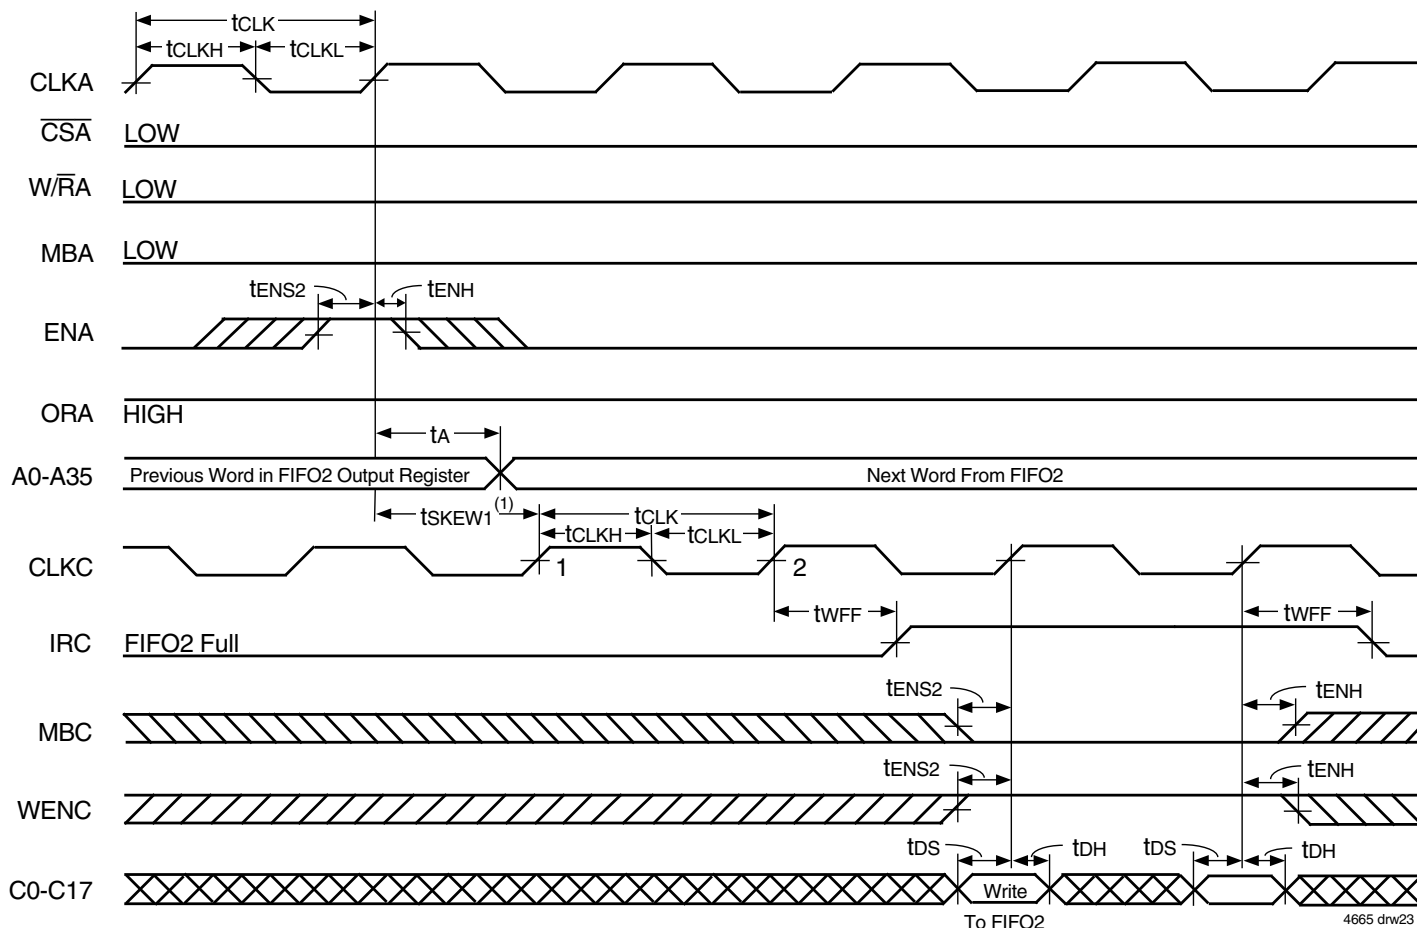 tCLK
tCLKH tCLKL
CLKA
CSA LOW
W/RA LOW
MBA LOW
tENS2 tENH
ENA
ORA HIGH
tA
A0-A35 Previous Word in FIFO2 Output Register Next Word From FIFO2
tSKEW1 (1) tCLK
tCLKH tCLKL
CLKC 1 2
tWFF tWFF
IRC FIFO2 Full
tENS2 tENH
MBC
tENS2 tENH
WENC
tDS tDH tDS tDH
C0-C17 Write
To FIFO2
4665 drw23